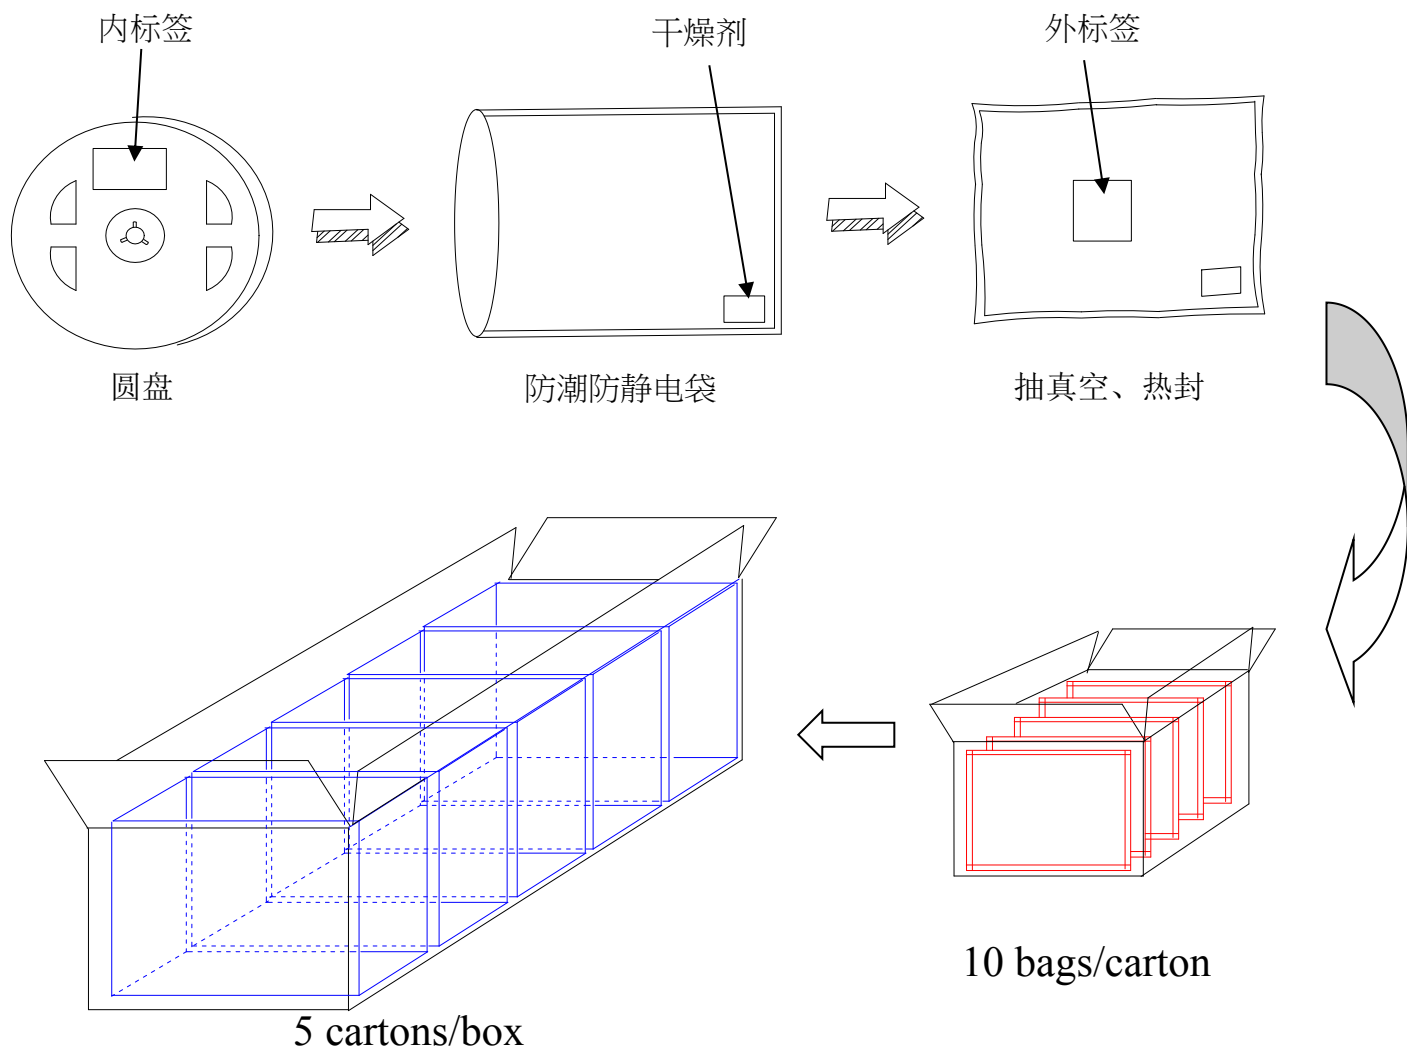 内标签
干燥剂
外标签
圆盘
防潮防静电袋
抽真空、热封
10 bags/carton
5 cartons/box